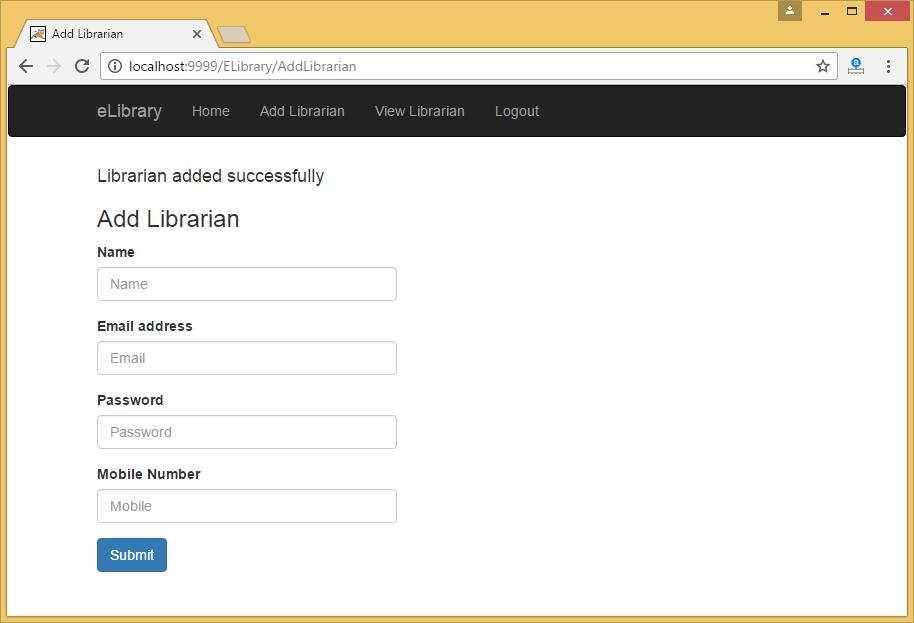 Add Librarian
localhost:9999/ELibrary/AddLibrarian
eLibrary Home Add Librarian View Librarian Logout
Librarian added successfully
Add Librarian
Name
Name
Email address
Email
Password
Password
Mobile Number
Mobile
Submit